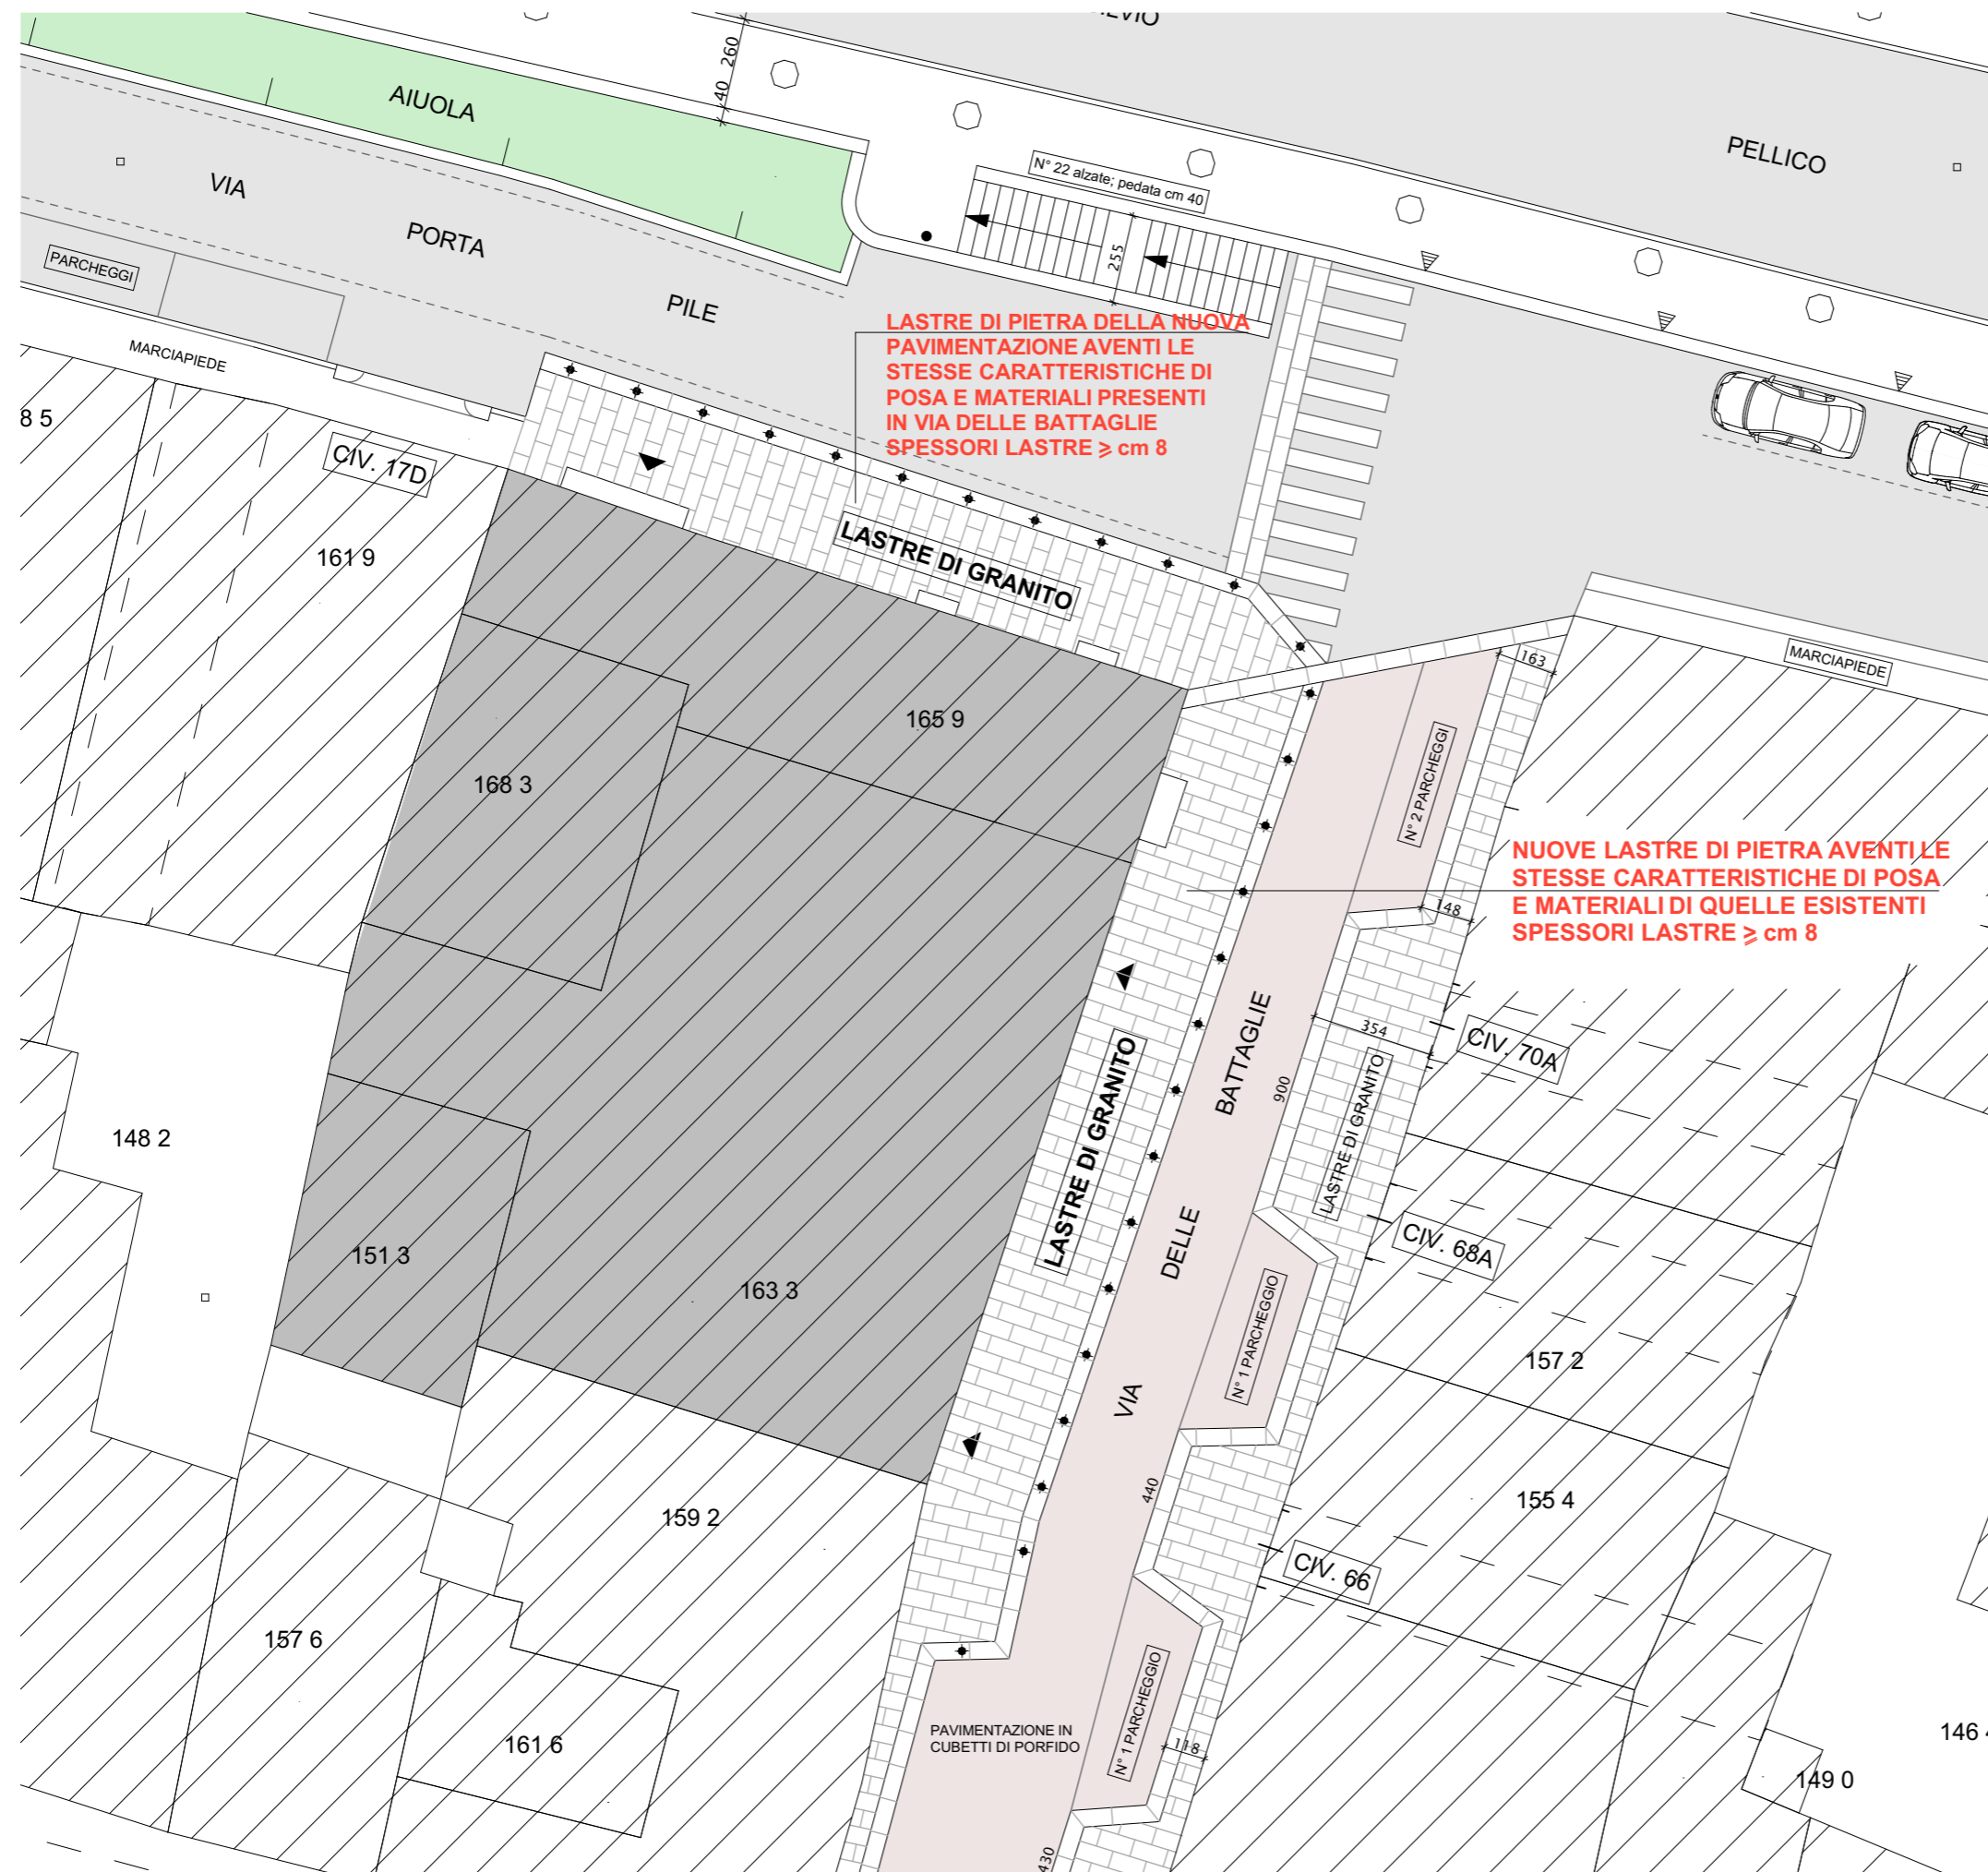 260
40
AIUOLA
PELLICO
N° 22 alzate; pedata cm 40
VIA
PORTA
PILE
255
PARCHEGGI
MARCIAPIEDE
LASTRE DI PIETRA DELLA NUOVA
PAVIMENTAZIONE AVENTI LE
STESSE CARATTERISTICHE DI
POSA E MATERIALI PRESENTI
IN VIA DELLE BATTAGLIE
SPESSORI LASTRE ⩾ cm 8
8 5
CIV. 17D
161 9
LASTRE DI GRANITO
163
MARCIAPIEDE
165 9
168 3
N° 2 PARCHEGGI
NUOVE LASTRE DI PIETRA AVENTI LE
STESSE CARATTERISTICHE DI POSA
E MATERIALI DI QUELLE ESISTENTI
SPESSORI LASTRE ⩾ cm 8
148
354
CIV. 70A
BATTAGLIE
900
LASTRE DI GRANITO
LASTRE DI GRANITO
148 2
CIV. 68A
DELLE
151 3
163 3
N° 1 PARCHEGGIO
157 2
VIA
440
155 4
159 2
CIV. 66
157 6
N° 1 PARCHEGGIO
PAVIMENTAZIONE IN
CUBETTI DI PORFIDO
118
161 6
146
149 0
430